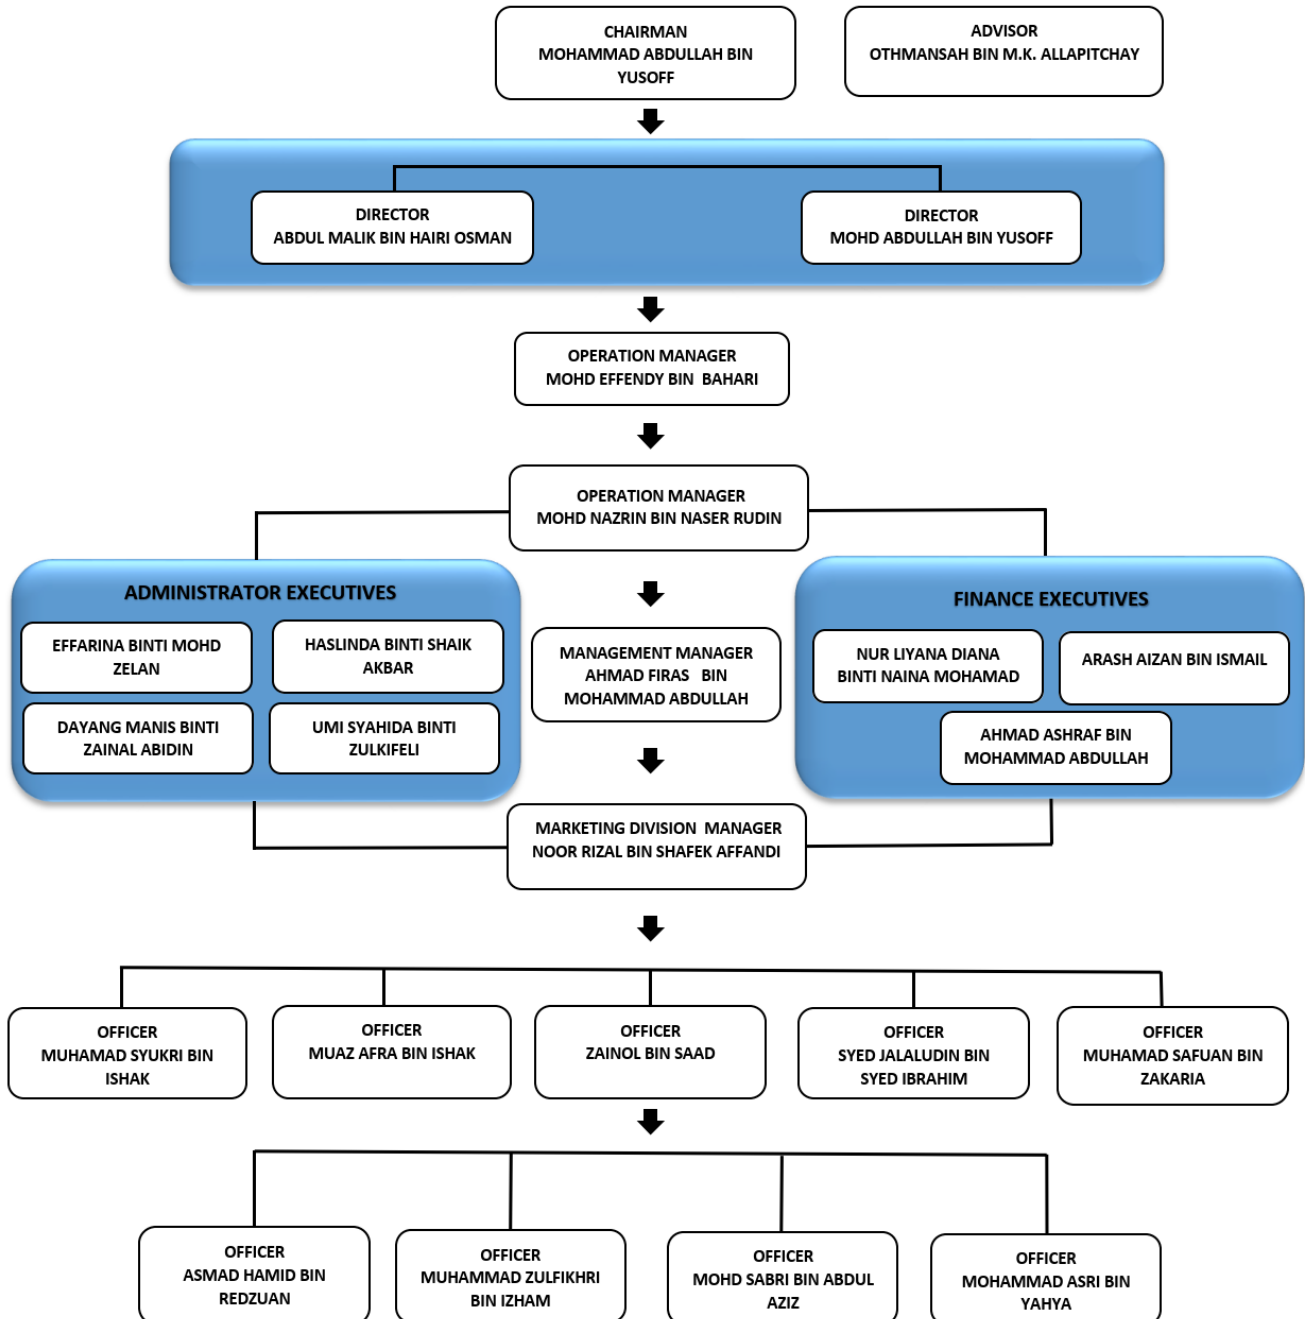 CHAIRMAN
MOHAMMAD ABDULLAH BIN
YUSOFF
ADVISOR
OTHMANSAH BIN M.K. ALLAPITCHAY
DIRECTOR
ABDUL MALIK BIN HAIRI OSMAN
DIRECTOR
MOHD ABDULLAH BIN YUSOFF
OPERATION MANAGER
MOHD EFFENDY BIN BAHARI
OPERATION MANAGER
MOHD NAZRIN BIN NASER RUDIN
ADMINISTRATOR EXECUTIVES
EFFARINA BINTI MOHD
ZELAN
HASLINDA BINTI SHAIK
AKBAR
DAYANG MANIS BINTI
ZAINAL ABIDIN
UMI SYAHIDA BINTI
ZULKIFELI
MANAGEMENT MANAGER
AHMAD FIRAS BIN
MOHAMMAD ABDULLAH
FINANCE EXECUTIVES
NUR LIYANA DIANA
BINTI NAINA MOHAMAD
ARASH AIZAN BIN ISMAIL
AHMAD ASHRAF BIN
MOHAMMAD ABDULLAH
MARKETING DIVISION MANAGER
NOOR RIZAL BIN SHAFEK AFFANDI
OFFICER
MUHAMAD SYUKRI BIN
ISHAK
OFFICER
MUAZ AFRA BIN ISHAK
OFFICER
ZAINOL BIN SAAD
OFFICER
SYED JALALUDIN BIN
SYED IBRAHIM
OFFICER
MUHAMAD SAFUAN BIN
ZAKARIA
OFFICER
ASMAD HAMID BIN
REDZUAN
OFFICER
MUHAMMAD ZULFIKHRI
BIN IZHAM
OFFICER
MOHD SABRI BIN ABDUL
AZIZ
OFFICER
MOHAMMAD ASRI BIN
YAHYA